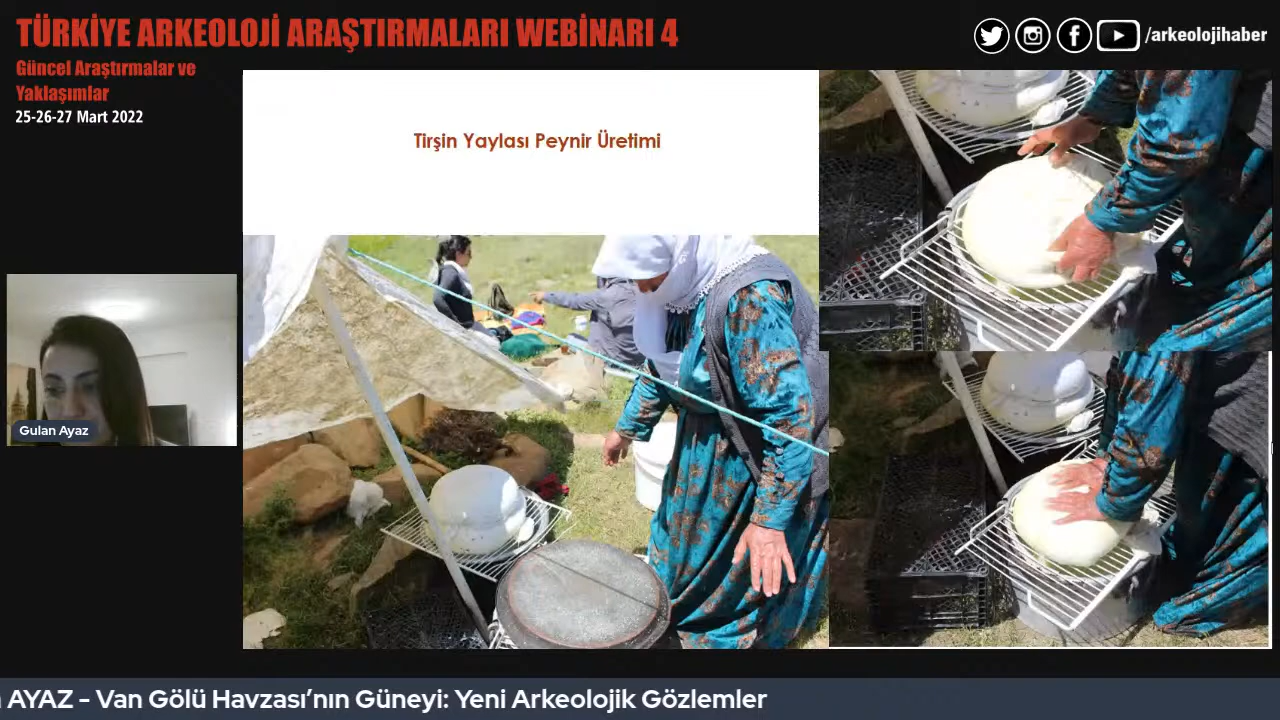 TÜRKİYE ARKEOLOJİ ARAŞTIRMALARI WEBİNARI 4
/arkeolojihaber
Güncel Araştırmalar ve
Yaklaşımlar
25-26-27 Mart 2022
Tirşin Yaylası Peynir Üretimi
Gulan Ayaz
AYAZ - Van Gölü Havzası’nın Güneyi: Yeni Arkeolojik Gözlemler